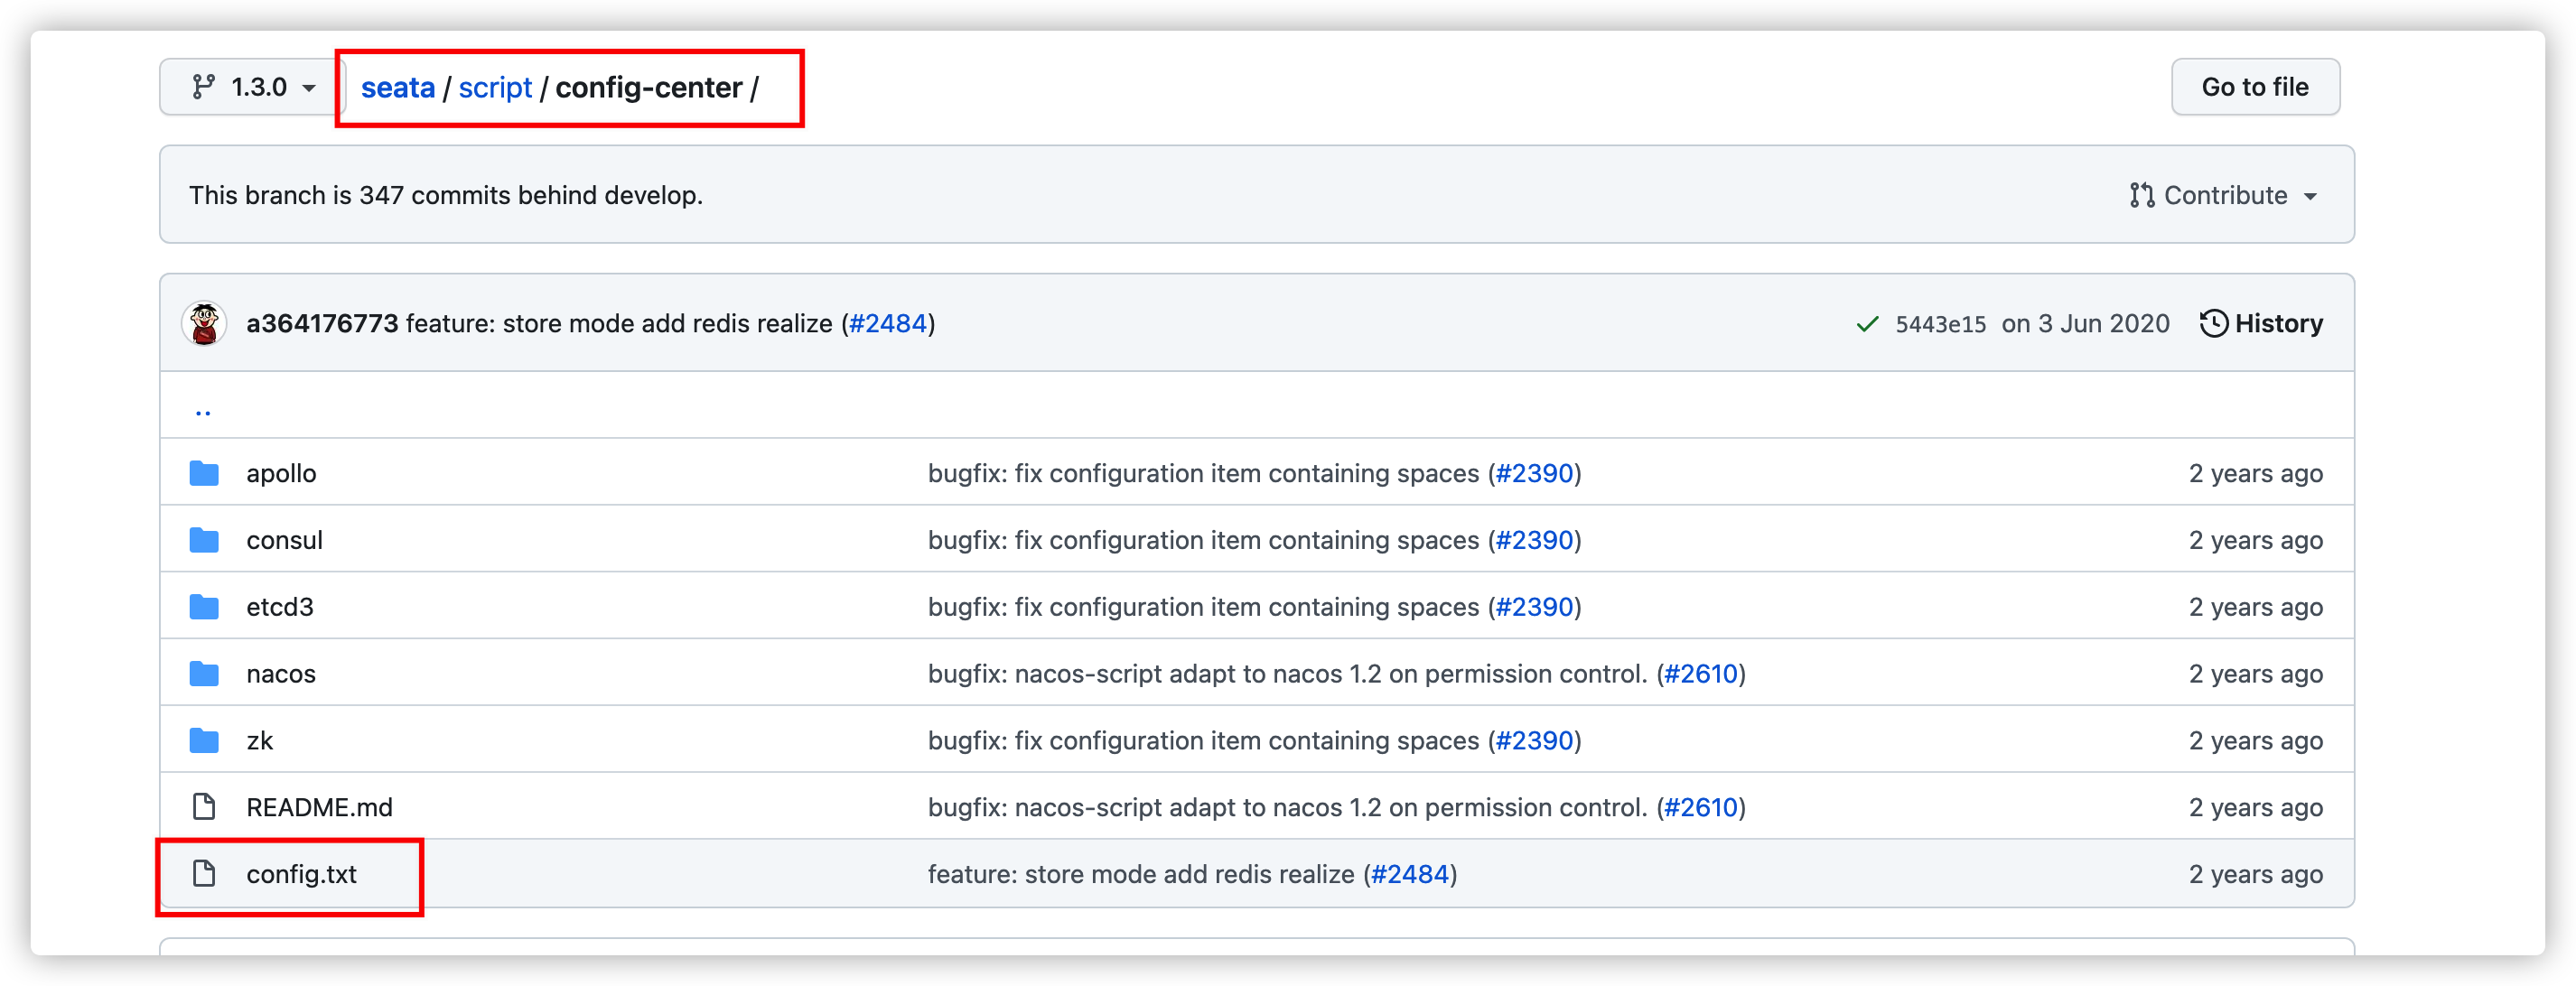 1.3.0 seata / script / config-center / Go to file
This branch is 347 commits behind develop. Contribute
a364176773 feature: store mode add redis realize (#2484) 5443e15 on 3 Jun 2020 History
..
apollo bugfix: fix configuration item containing spaces (#2390) 2 years ago
consul bugfix: fix configuration item containing spaces (#2390) 2 years ago
etcd3 bugfix: fix configuration item containing spaces (#2390) 2 years ago
nacos bugfix: nacos-script adapt to nacos 1.2 on permission control. (#2610) 2 years ago
zk bugfix: fix configuration item containing spaces (#2390) 2 years ago
README.md bugfix: nacos-script adapt to nacos 1.2 on permission control. (#2610) 2 years ago
config.txt feature: store mode add redis realize (#2484) 2 years ago